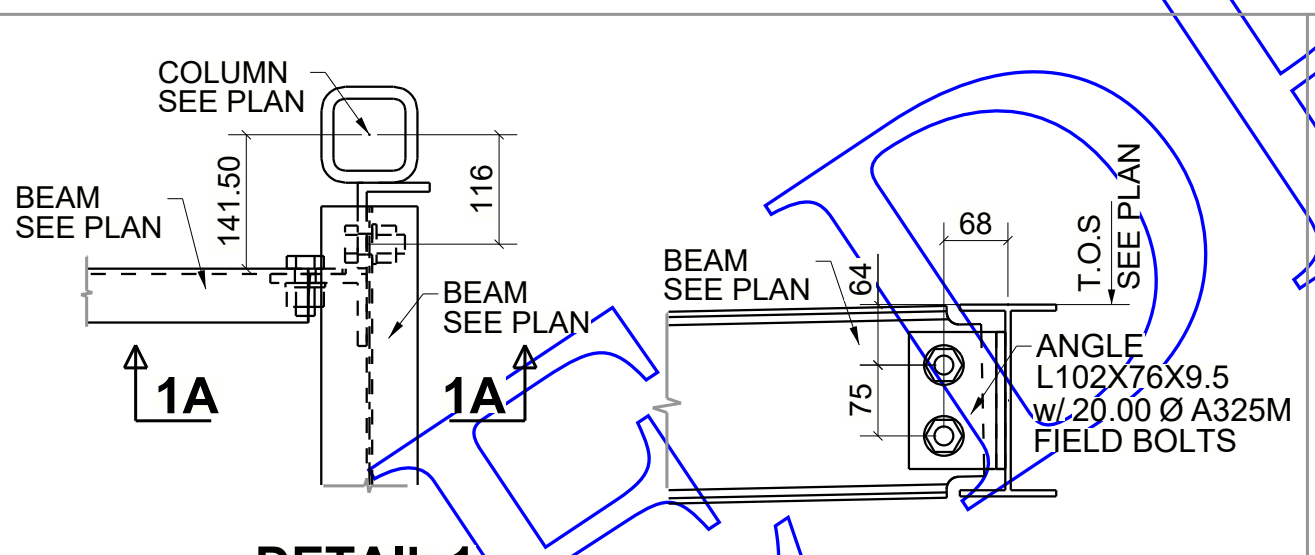 COLUMN
SEE PLAN
141.50
116
BEAM
SEE PLAN
BEAM
SEE PLAN
1A
1A
BEAM
SEE PLAN
68
64
75
T.O.S
SEE PLAN
ANGLE
L102X76X9.5
w/ 20.00 Ø A325M
FIELD BOLTS
DETAIL 1